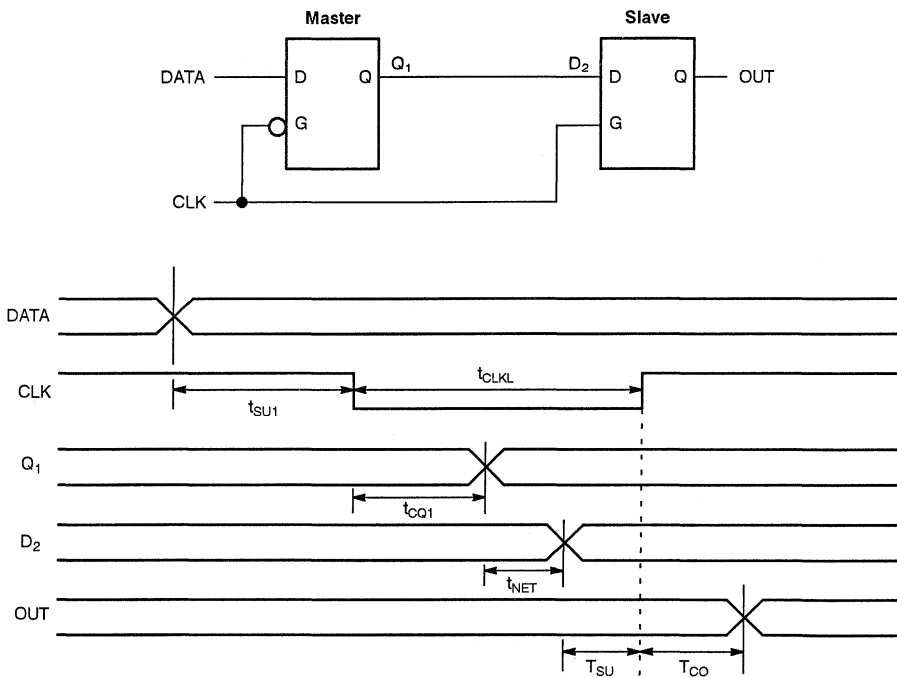 Master Slave
DATA D Q Q1 D2 D Q OUT
G G
CLK
DATA
CLK tSU1 tCLKL
Q1 tCQ1
D2 tNET
OUT
TSU TCO